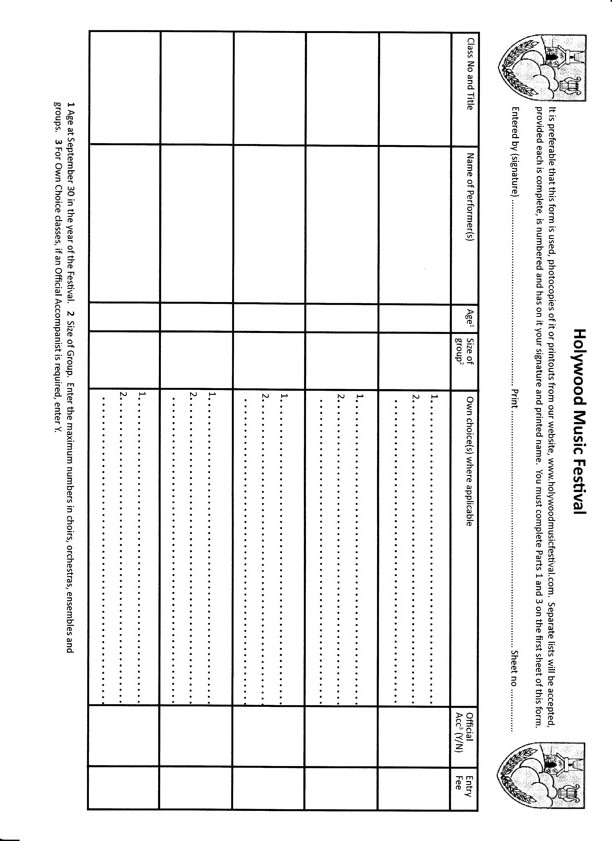 Holywood Music Festival
It is preferable that this form is used, photocopies of it or printouts from our website, www.holywoodmusicfestival.com. Separate lists will be accepted,
provided each is complete, is numbered and has on it your signature and printed name. You must complete Parts 1 and 3 on the first sheet of this form.
Entered by (signature) ........................................ Print ........................................ Sheet no ....................
Class No and Title Name of Performer(s) Age¹ Size of group² Own choice(s) where applicable Official Acc³ (Y/N) Entry Fee
1. . . . . . . . . . . . . . . . . . . . . . . . . . . . . . . . . . . .
2. . . . . . . . . . . . . . . . . . . . . . . . . . . . . . . . . . . .
1. . . . . . . . . . . . . . . . . . . . . . . . . . . . . . . . . . . .
2. . . . . . . . . . . . . . . . . . . . . . . . . . . . . . . . . . . .
1. . . . . . . . . . . . . . . . . . . . . . . . . . . . . . . . . . . .
2. . . . . . . . . . . . . . . . . . . . . . . . . . . . . . . . . . . .
1. . . . . . . . . . . . . . . . . . . . . . . . . . . . . . . . . . . .
2. . . . . . . . . . . . . . . . . . . . . . . . . . . . . . . . . . . .
1. . . . . . . . . . . . . . . . . . . . . . . . . . . . . . . . . . . .
2. . . . . . . . . . . . . . . . . . . . . . . . . . . . . . . . . . . .
1 Age at September 30 in the year of the Festival. 2 Size of Group. Enter the maximum numbers in choirs, orchestras, ensembles and
groups. 3 For Own Choice classes, if an Official Accompanist is required, enter Y.